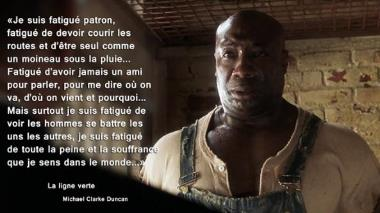 «Je suis fatigué patron,
fatigué de devoir courir les
routes et d'être seul comme
un moineau sous la pluie...
Fatigué d'avoir jamais un ami
pour parler, pour me dire où on
va, d'où on vient et pourquoi...
Mais surtout je suis fatigué de
voir les hommes se battre les
uns les autres, je suis fatigué
de toute la peine et la souffrance
que je sens dans le monde...»
La ligne verte
Michael Clarke Duncan